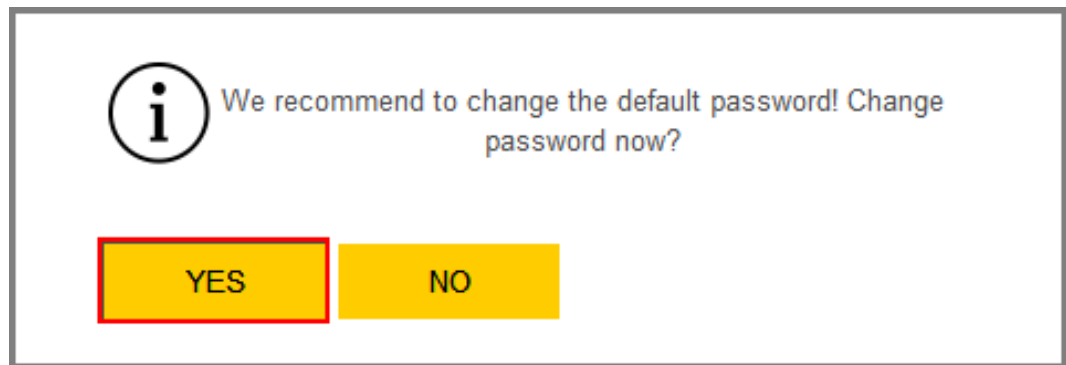 We recommend to change the default password! Change
password now?
YES
NO